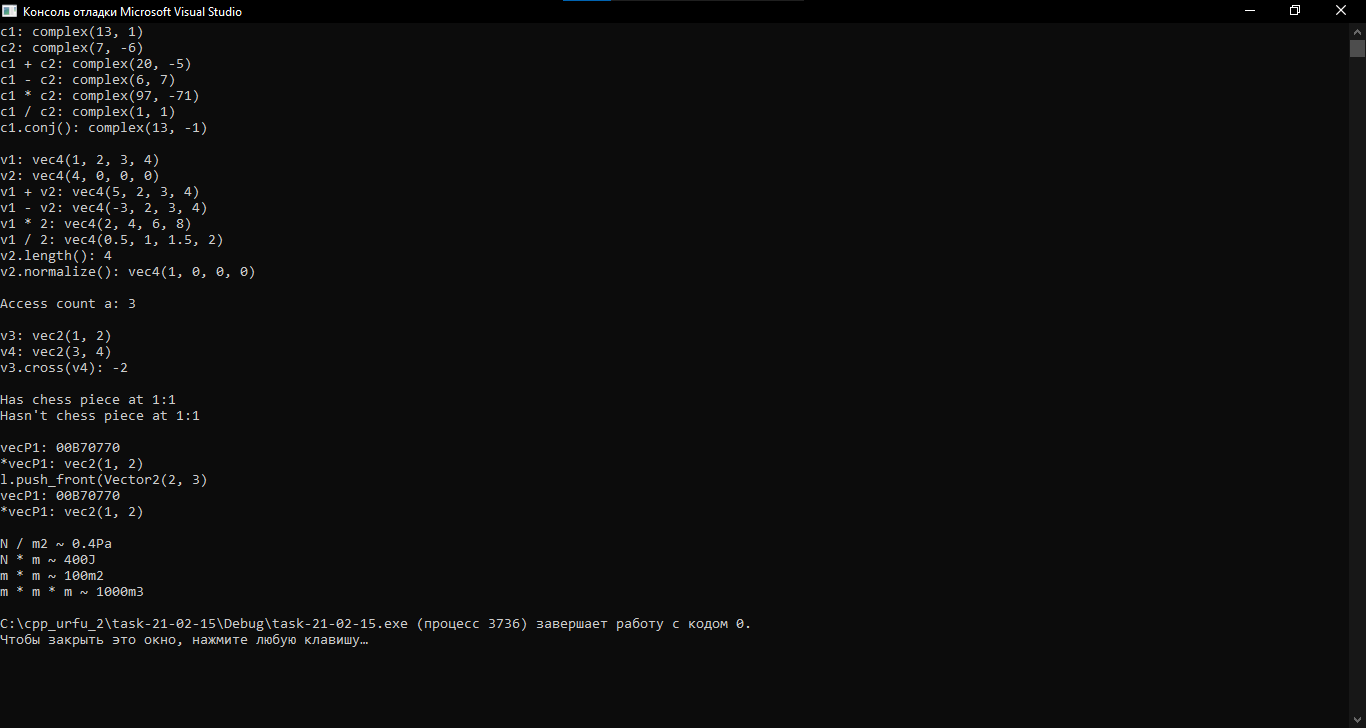 Консоль отладки Microsoft Visual Studio
c1: complex(13, 1)
c2: complex(7, -6)
c1 + c2: complex(20, -5)
c1 - c2: complex(6, 7)
c1 * c2: complex(97, -71)
c1 / c2: complex(1, 1)
c1.conj(): complex(13, -1)
v1: vec4(1, 2, 3, 4)
v2: vec4(4, 0, 0, 0)
v1 + v2: vec4(5, 2, 3, 4)
v1 - v2: vec4(-3, 2, 3, 4)
v1 * 2: vec4(2, 4, 6, 8)
v1 / 2: vec4(0.5, 1, 1.5, 2)
v2.length(): 4
v2.normalize(): vec4(1, 0, 0, 0)
Access count a: 3
v3: vec2(1, 2)
v4: vec2(3, 4)
v3.cross(v4): -2
Has chess piece at 1:1
Hasn't chess piece at 1:1
vecP1: 00B70770
*vecP1: vec2(1, 2)
l.push_front(Vector2(2, 3)
vecP1: 00B70770
*vecP1: vec2(1, 2)
N / m2 ~ 0.4Pa
N * m ~ 400J
m * m ~ 100m2
m * m * m ~ 1000m3
C:\cpp_urfu_2\task-21-02-15\Debug\task-21-02-15.exe (процесс 3736) завершает работу с кодом 0.
Чтобы закрыть это окно, нажмите любую клавишу…